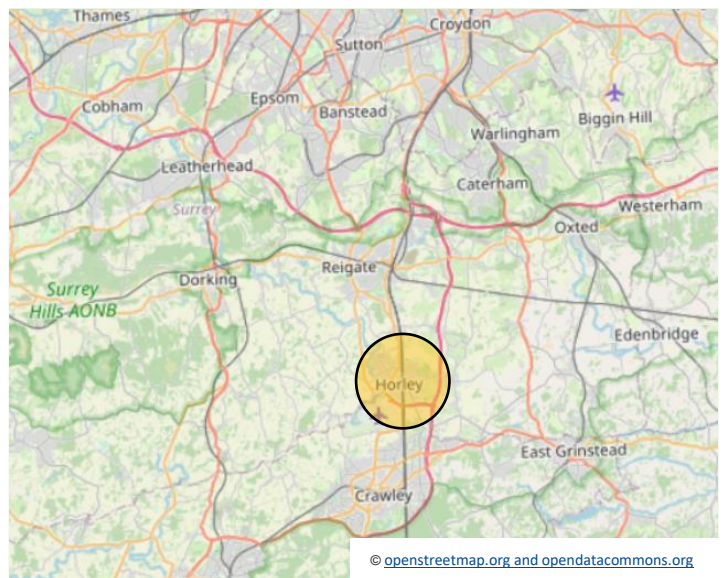 Thames
Croydon
Sutton
Epsom
Cobham
Banstead
Biggin Hill
Warlingham
Leatherhead
Caterham
Surrey
Westerham
Oxted
Reigate
Dorking
Surrey
Hills AONB
Edenbridge
Horley
East Grinstead
Crawley
© openstreetmap.org and opendatacommons.org